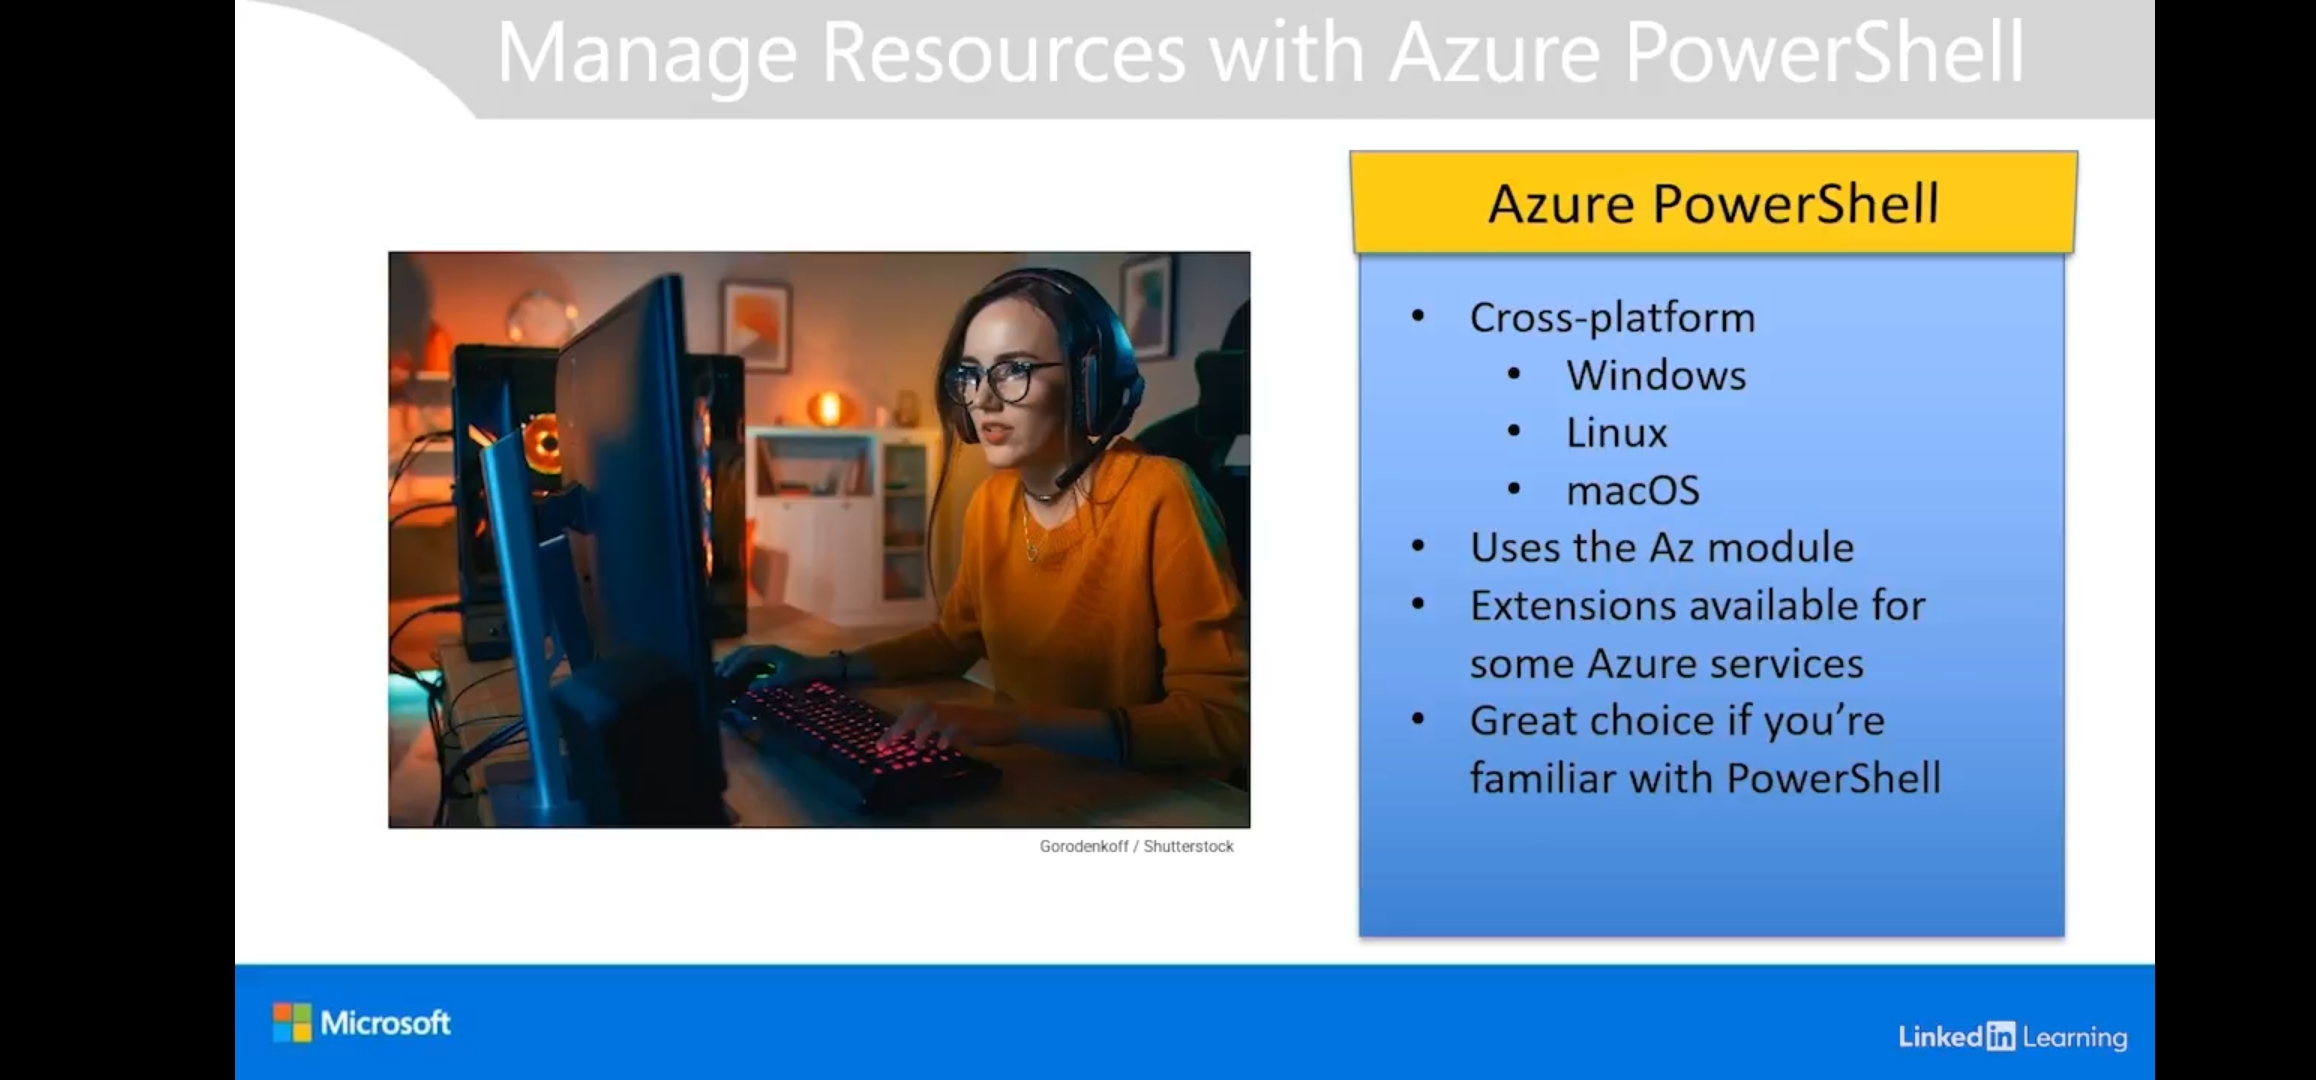 Manage Resources with Azure PowerShell
Azure PowerShell
• Cross-platform
• Windows
• Linux
• macOS
• Uses the Az module
• Extensions available for
some Azure services
• Great choice if you’re
familiar with PowerShell
Gorodenkoff / Shutterstock
Microsoft
Linked in Learning